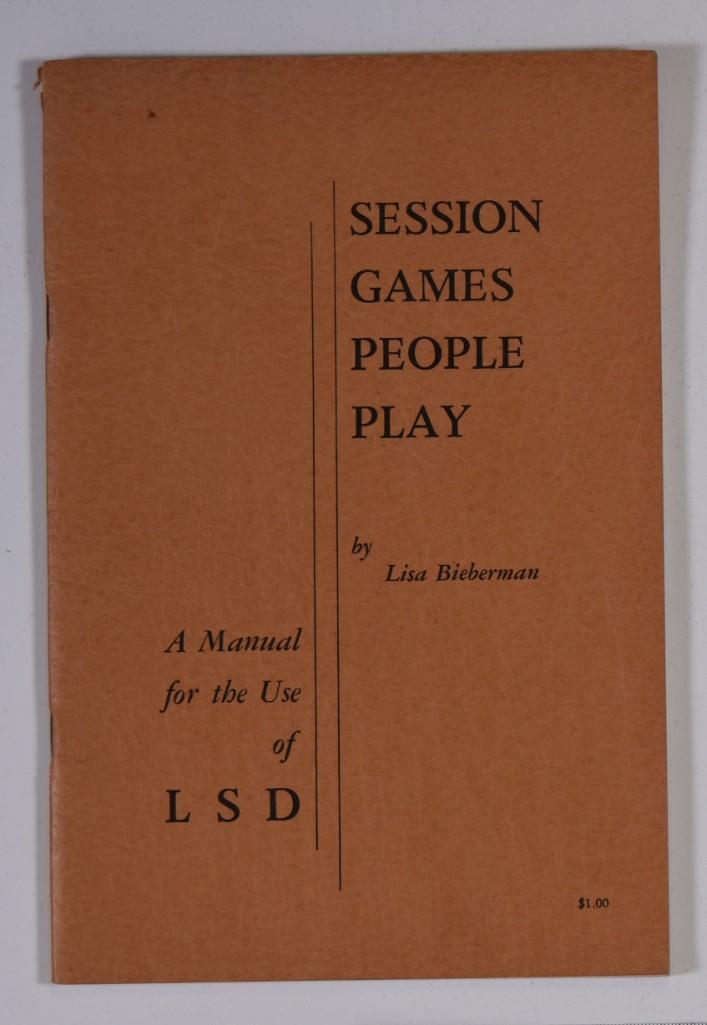 SESSION
GAMES
PEOPLE
PLAY
by
Lisa Bieberman
A Manual
for the Use
of
L S D
$1.00